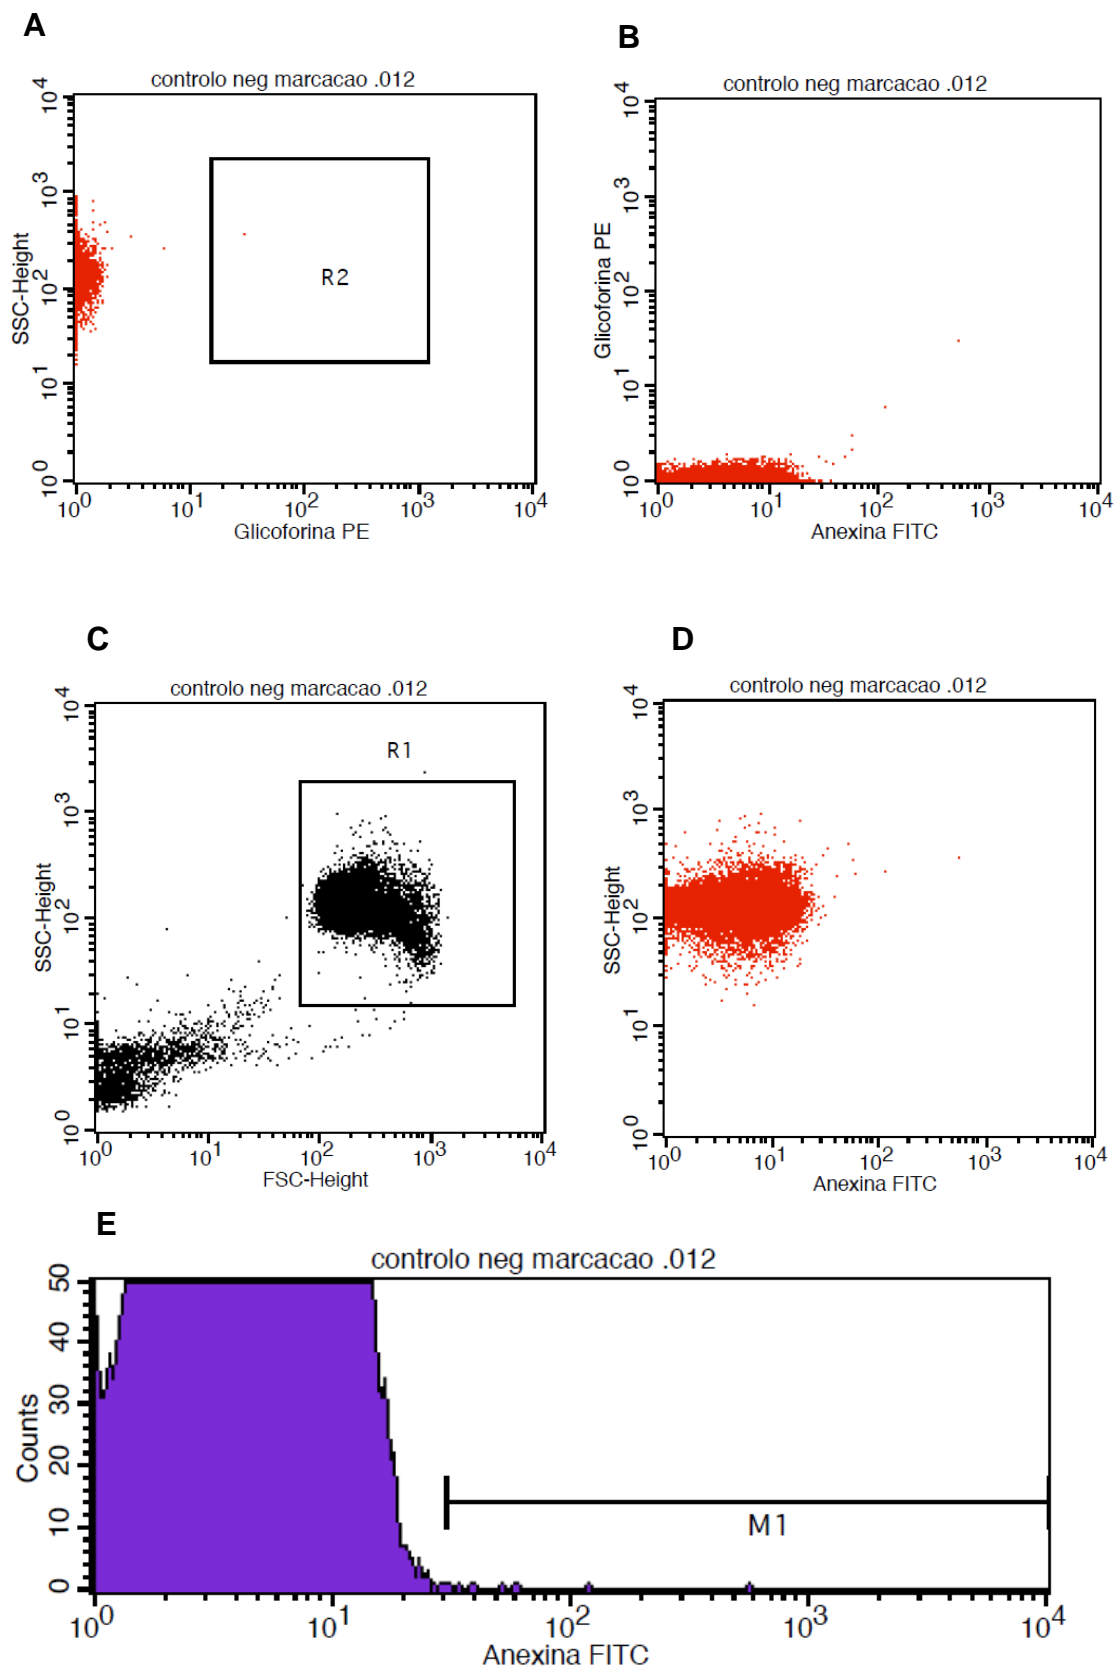 A
controlo neg marcacao .012
SSC-Height
10^0 10^1 10^2 10^3 10^4
R2
10^0 10^1 10^2 10^3 10^4
Glicoforina PE
B
controlo neg marcacao .012
Glicoforina PE
10^0 10^1 10^2 10^3 10^4
10^0 10^1 10^2 10^3 10^4
Anexina FITC
C
controlo neg marcacao .012
SSC-Height
10^0 10^1 10^2 10^3 10^4
R1
10^0 10^1 10^2 10^3 10^4
FSC-Height
D
controlo neg marcacao .012
SSC-Height
10^0 10^1 10^2 10^3 10^4
10^0 10^1 10^2 10^3 10^4
Anexina FITC
E
controlo neg marcacao .012
Counts
0 10 20 30 40 50
M1
10^0 10^1 10^2 10^3 10^4
Anexina FITC